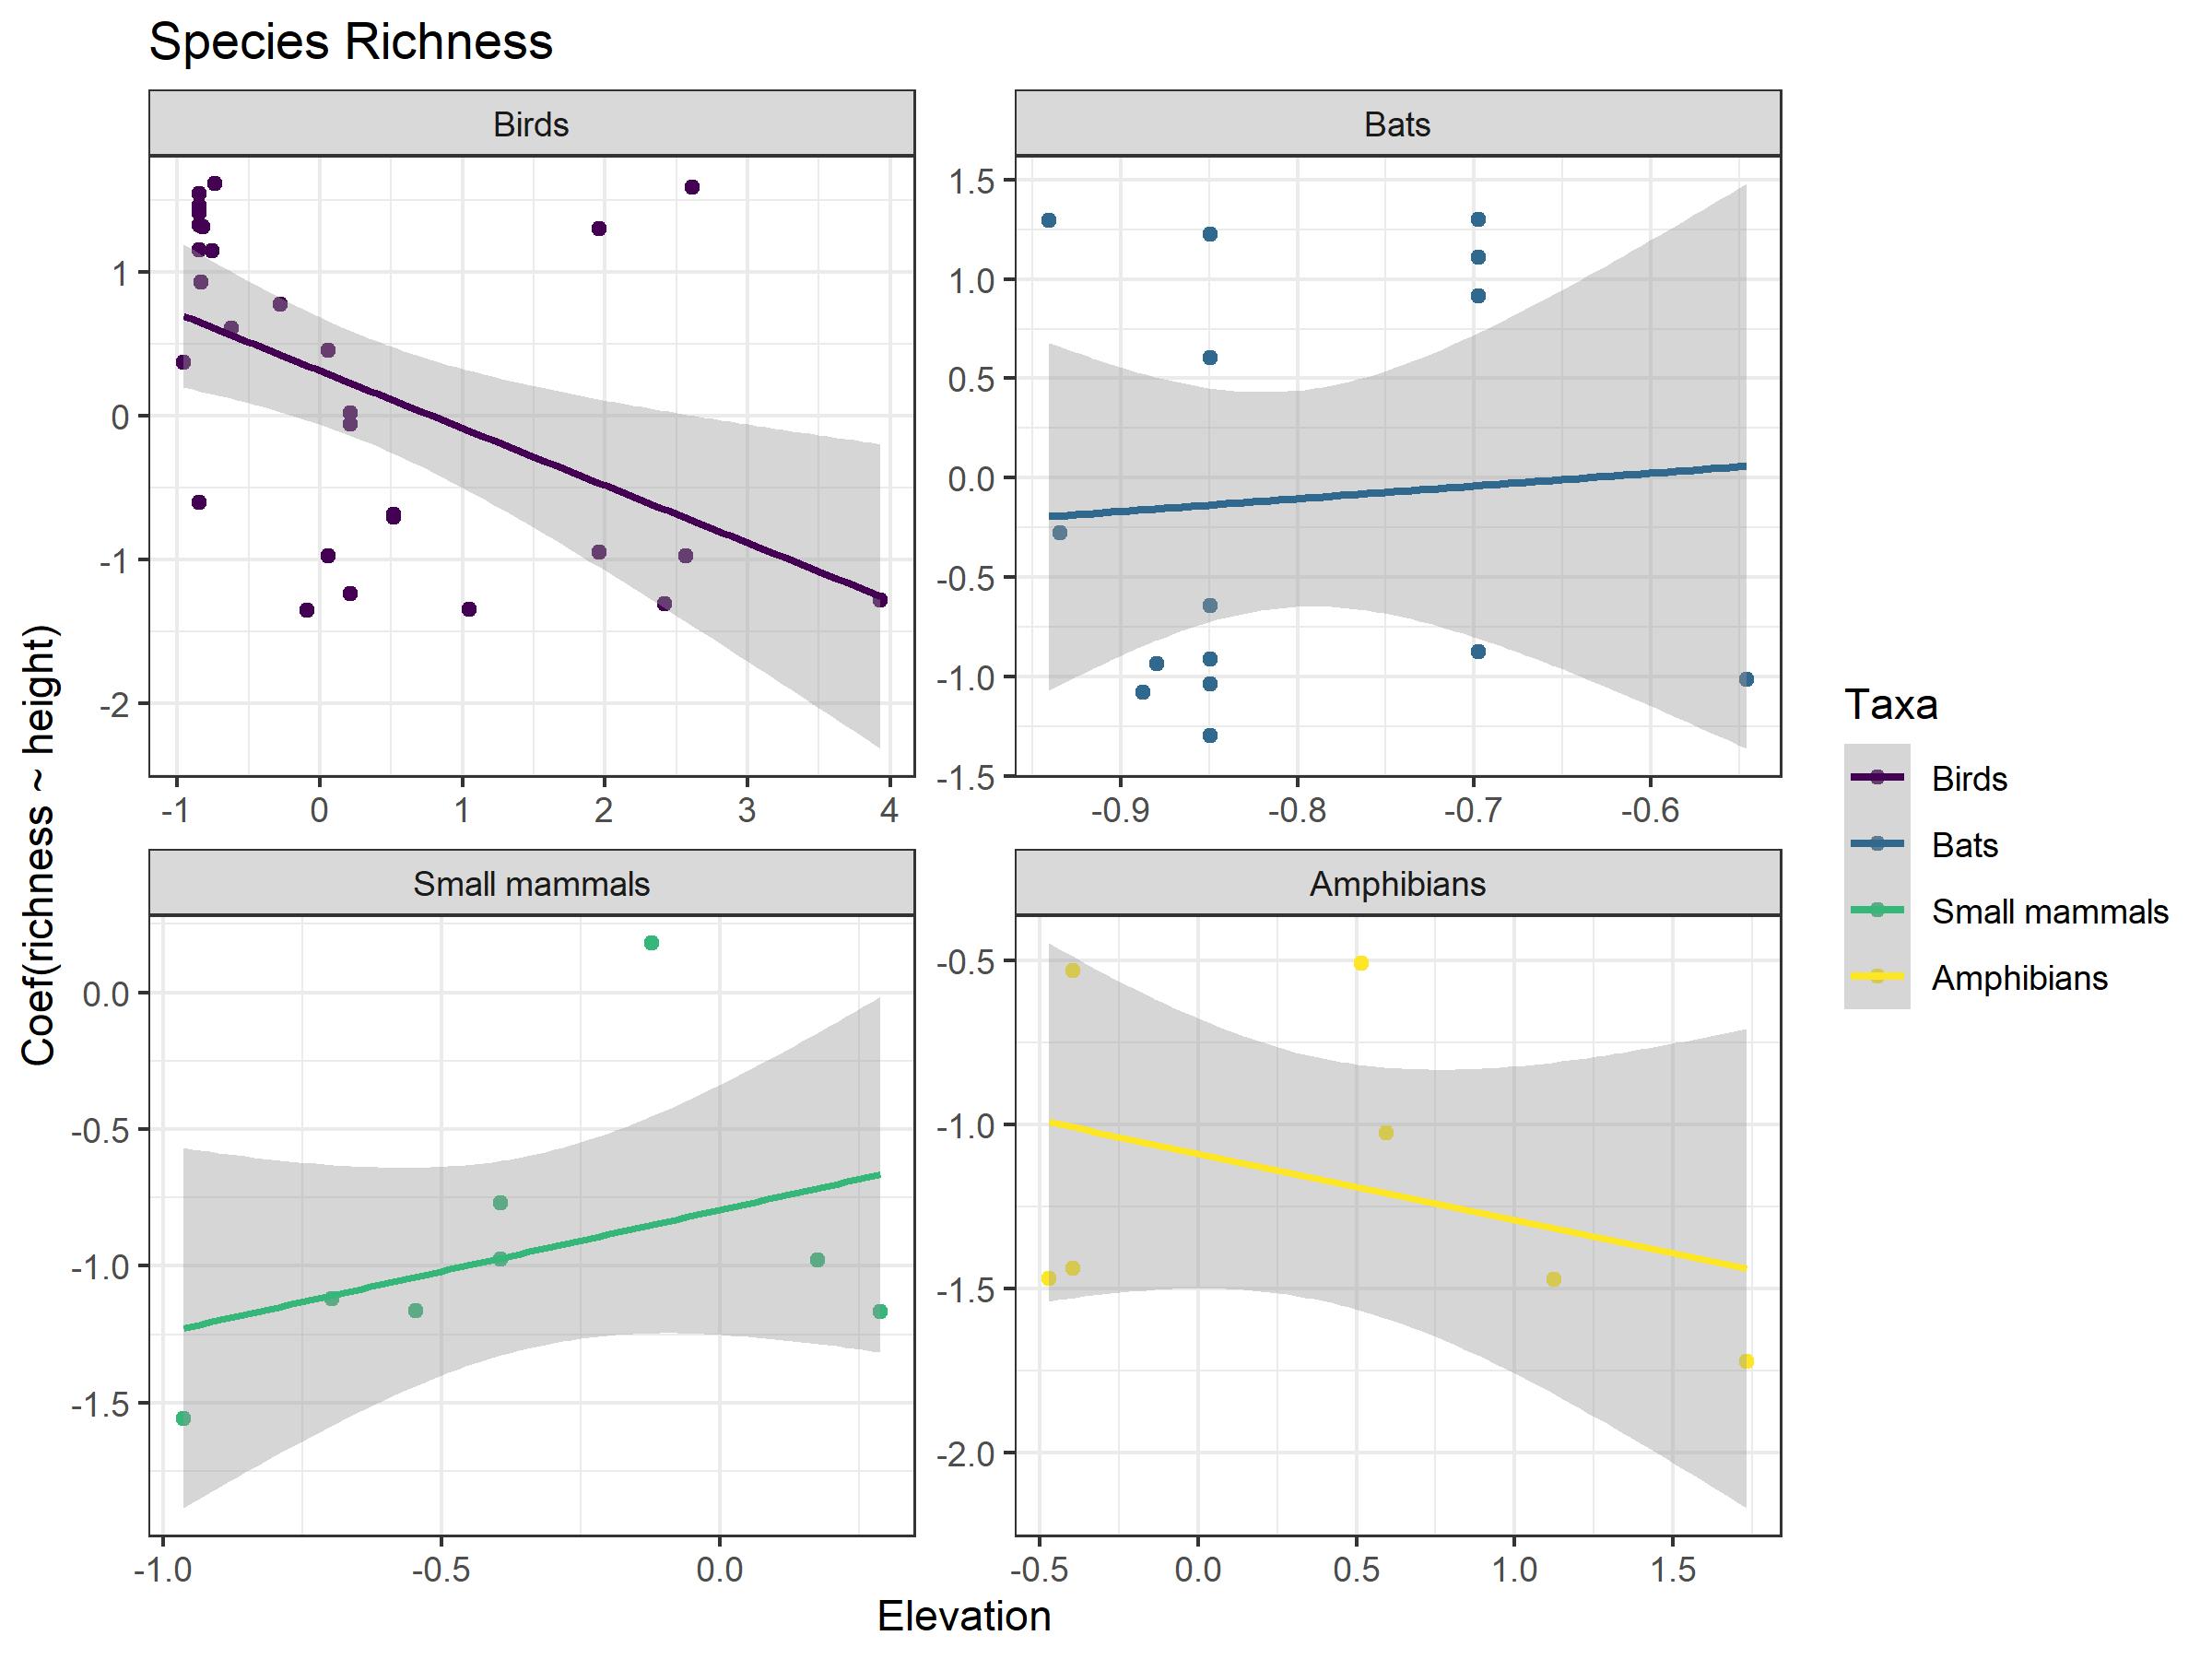 Species Richness
Birds
Bats
1
0
-1
-2
1.5
1.0
0.5
0.0
-0.5
-1.0
-1.5
-1 0 1 2 3 4
-0.9 -0.8 -0.7 -0.6
Small mammals
Amphibians
0.0
-0.5
-1.0
-1.5
-0.5
-1.0
-1.5
-2.0
-1.0 -0.5 0.0
-0.5 0.0 0.5 1.0 1.5
Elevation
Coef(richness ~ height)
Taxa
Birds
Bats
Small mammals
Amphibians